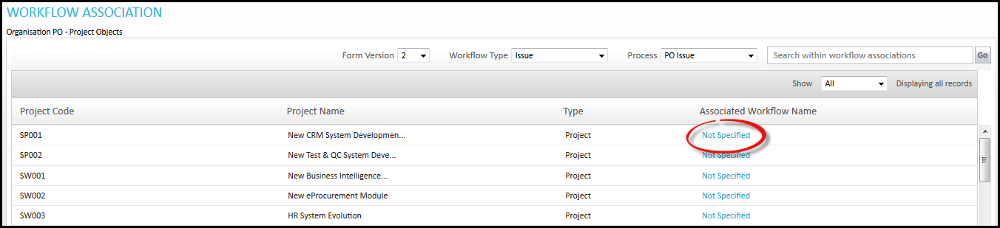 WORKFLOW ASSOCIATION
Organisation PO - Project Objects
Form Version 2 Workflow Type Issue Process PO Issue Search within workflow associations Go
Show All Displaying all records
Project Code Project Name Type Associated Workflow Name
SP001 New CRM System Developmen... Project Not Specified
SP002 New Test & QC System Deve... Project Not Specified
SW001 New Business Intelligence... Project Not Specified
SW002 New eProcurement Module Project Not Specified
SW003 HR System Evolution Project Not Specified